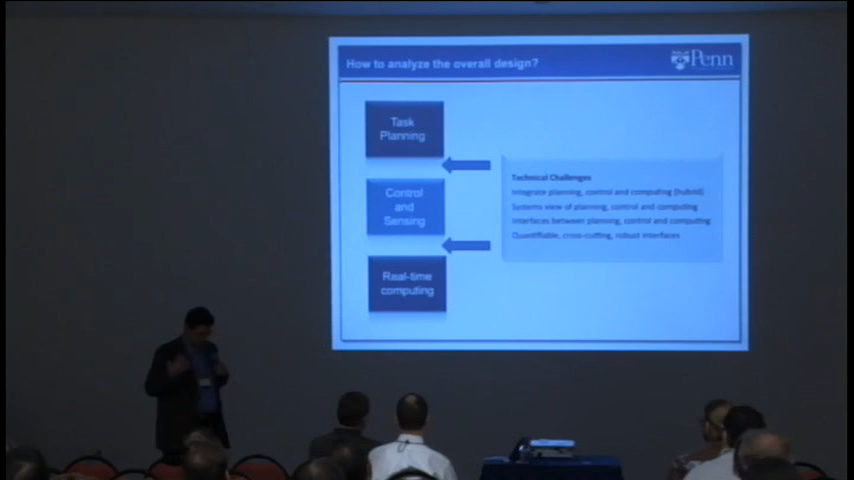 How to analyze the overall design?
Penn
Task
Planning
Control
and
Sensing
Real-time
computing
Technical Challenges
Integrate planning, control and computing (hybrid)
Systems view of planning, control and computing
Interfaces between planning, control and computing
Quantifiable, cross-cutting, robust interfaces